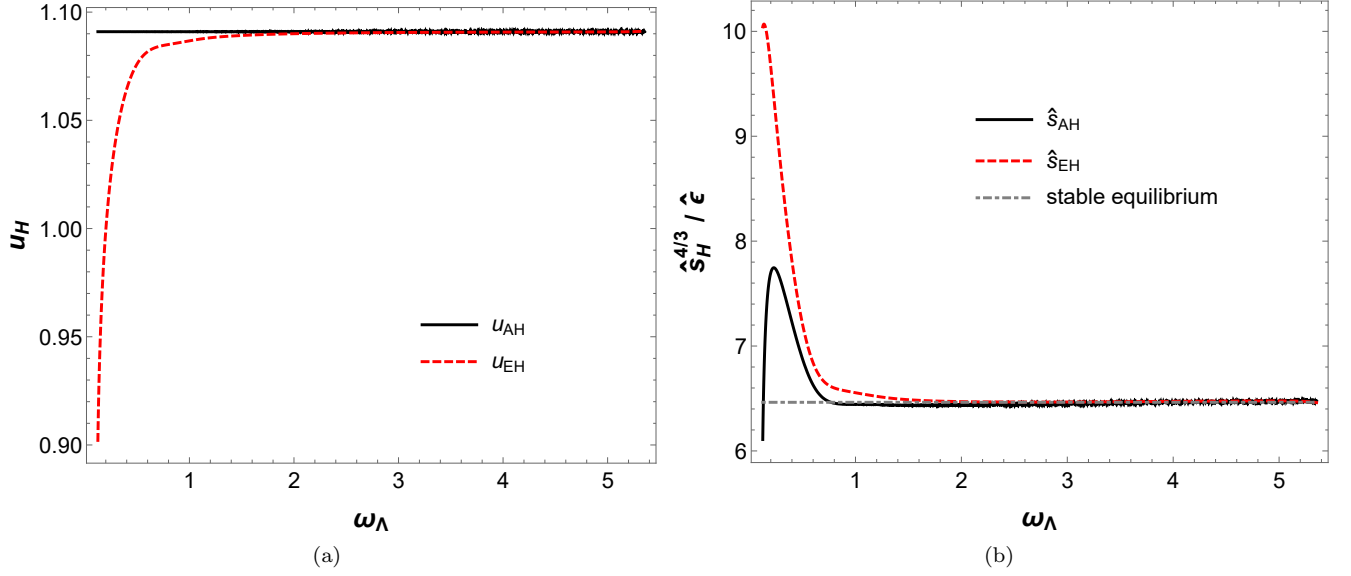 1.10
1.05
1.00
0.95
0.90
u_H
u_AH
u_EH
1 2 3 4 5
ω_Λ
(a)
10
9
8
7
6
ŝ_H^{4/3} / ε̂
ŝ_AH
ŝ_EH
stable equilibrium
1 2 3 4 5
ω_Λ
(b)